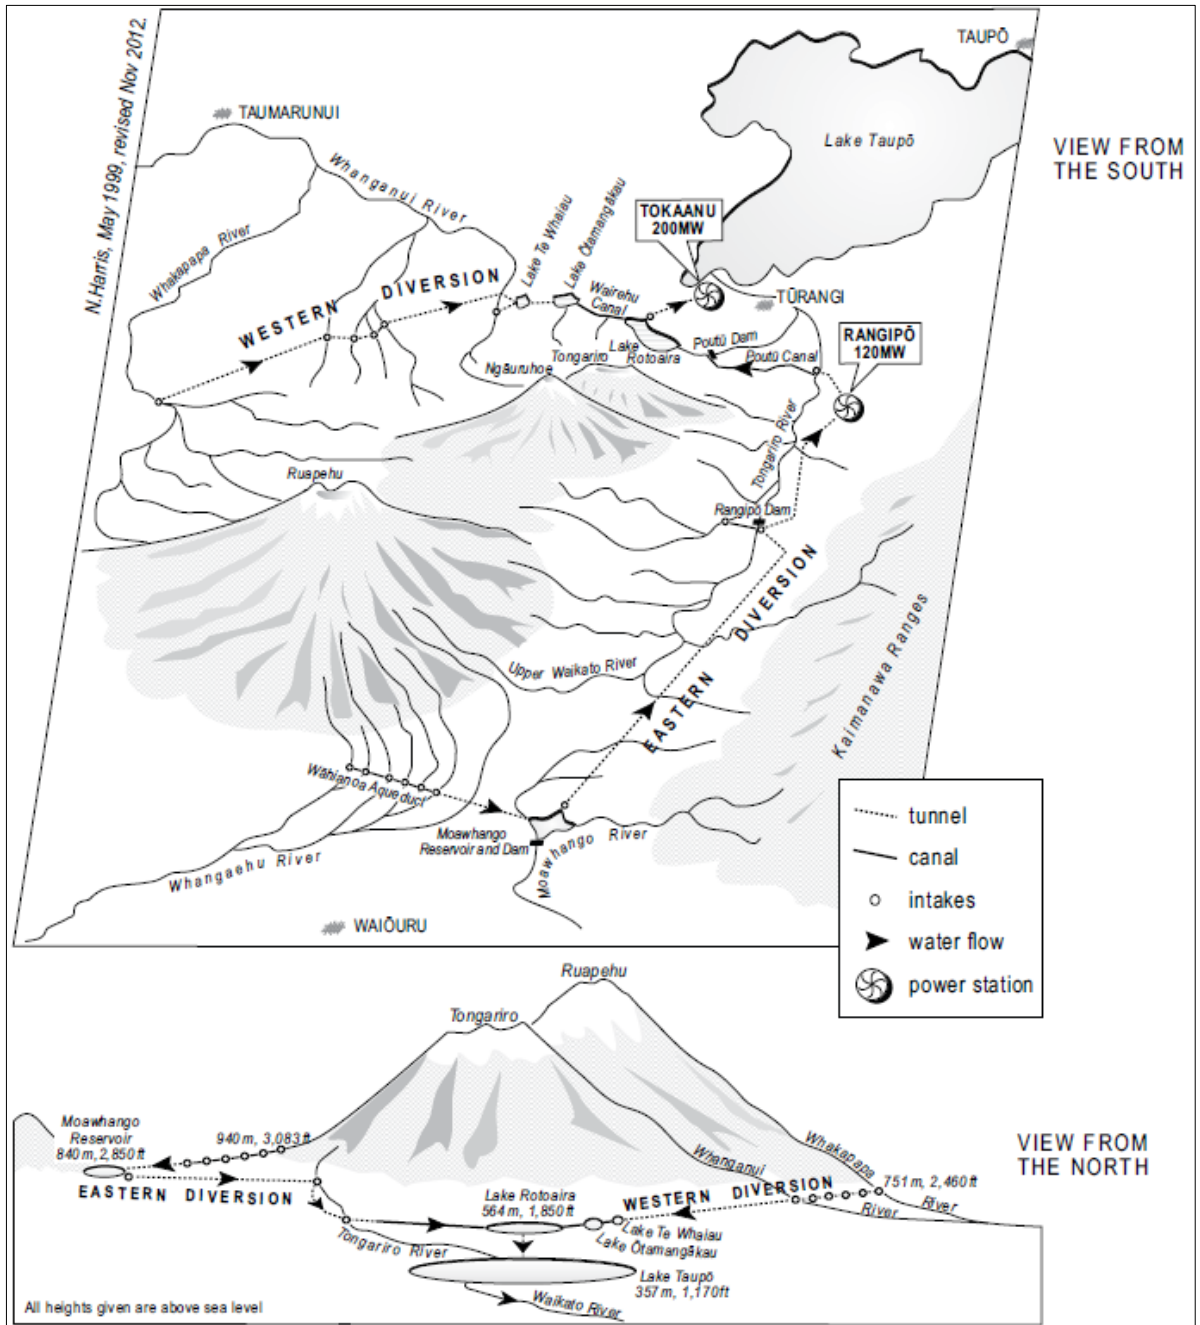 N.Harris, May 1999, revised Nov 2012.
TAUPŌ
TAUMARUNUI
Lake Taupō
VIEW FROM
THE SOUTH
Whanganui River
TOKAANU
200MW
Lake Te Whaiau
Lake Ōtamangākau
Whakapapa River
WESTERN DIVERSION
Wairehu
Canal
TŪRANGI
RANGIPŌ
120MW
Poutū Dam
Lake
Rotoaira
Poutū Canal
Ngāuruhoe
Tongariro
Tongariro River
Ruapehu
Rangipō Dam
EASTERN DIVERSION
Upper Waikato River
Kaimanawa Ranges
Wāhianoa Aqueduct
Moawhango
Reservoir and Dam
Moawhango River
Whangaehu River
WAIŌURU
tunnel
canal
intakes
water flow
power station
Ruapehu
Tongariro
Moawhango
Reservoir
840 m, 2,850 ft
940 m, 3,083 ft
EASTERN DIVERSION
VIEW FROM
THE NORTH
Whanganui
River
Whakapapa
River
751 m, 2,460 ft
WESTERN DIVERSION
Lake Rotoaira
564 m, 1,850 ft
Lake Te Whaiau
Lake Ōtamangākau
Tongariro River
Lake Taupō
357 m, 1,170 ft
Waikato River
All heights given are above sea level